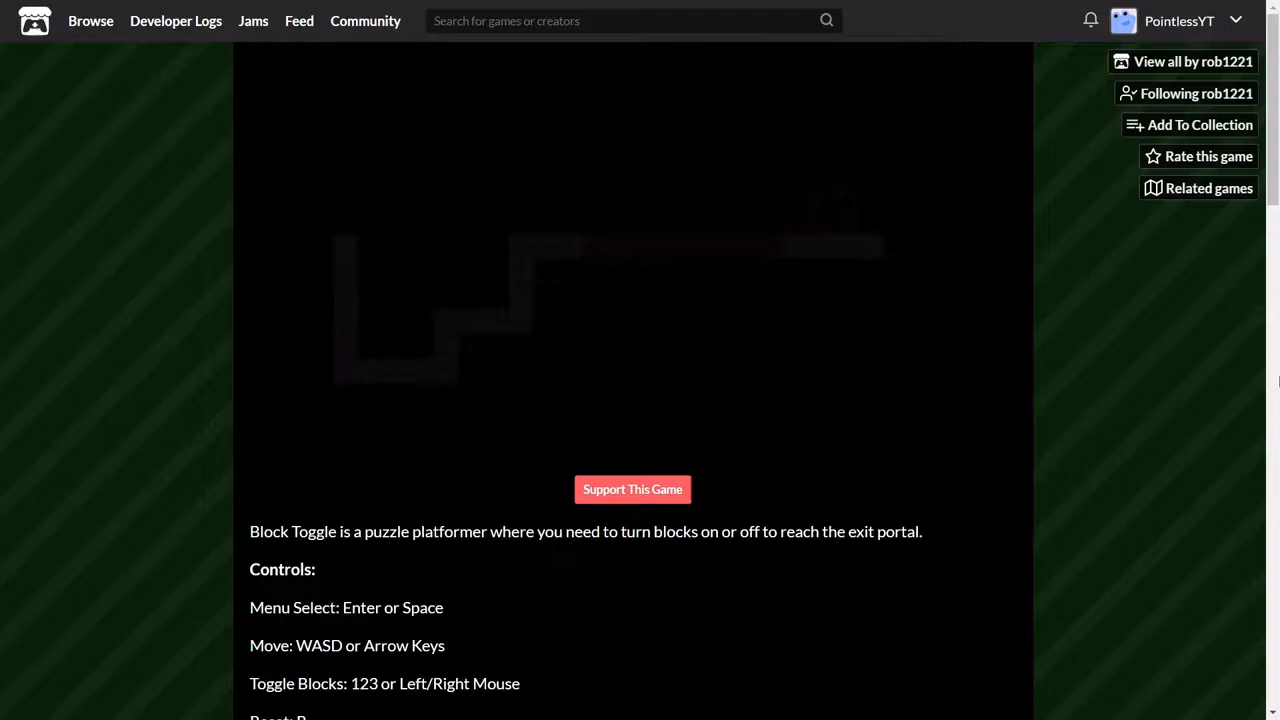 Browse
Developer Logs
Jams
Feed
Community
Search for games or creators
PointlessYT
View all by rob1221
Following rob1221
Add To Collection
Rate this game
Related games
Support This Game
Block Toggle is a puzzle platformer where you need to turn blocks on or off to reach the exit portal.
Controls:
Menu Select: Enter or Space
Move: WASD or Arrow Keys
Toggle Blocks: 123 or Left/Right Mouse